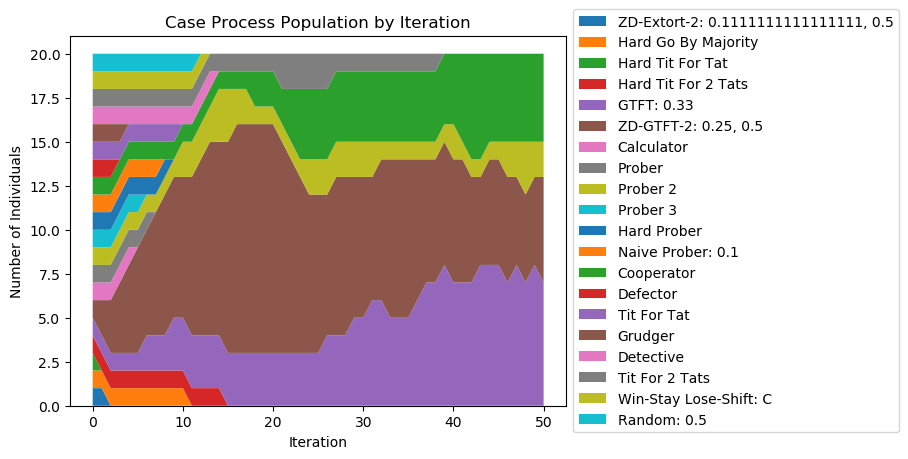 Case Process Population by Iteration
20.0
17.5
15.0
12.5
10.0
7.5
5.0
2.5
0.0
Number of Individuals
0
10
20
30
40
50
Iteration
ZD-Extort-2: 0.1111111111111111, 0.5
Hard Go By Majority
Hard Tit For Tat
Hard Tit For 2 Tats
GTFT: 0.33
ZD-GTFT-2: 0.25, 0.5
Calculator
Prober
Prober 2
Prober 3
Hard Prober
Naive Prober: 0.1
Cooperator
Defector
Tit For Tat
Grudger
Detective
Tit For 2 Tats
Win-Stay Lose-Shift: C
Random: 0.5